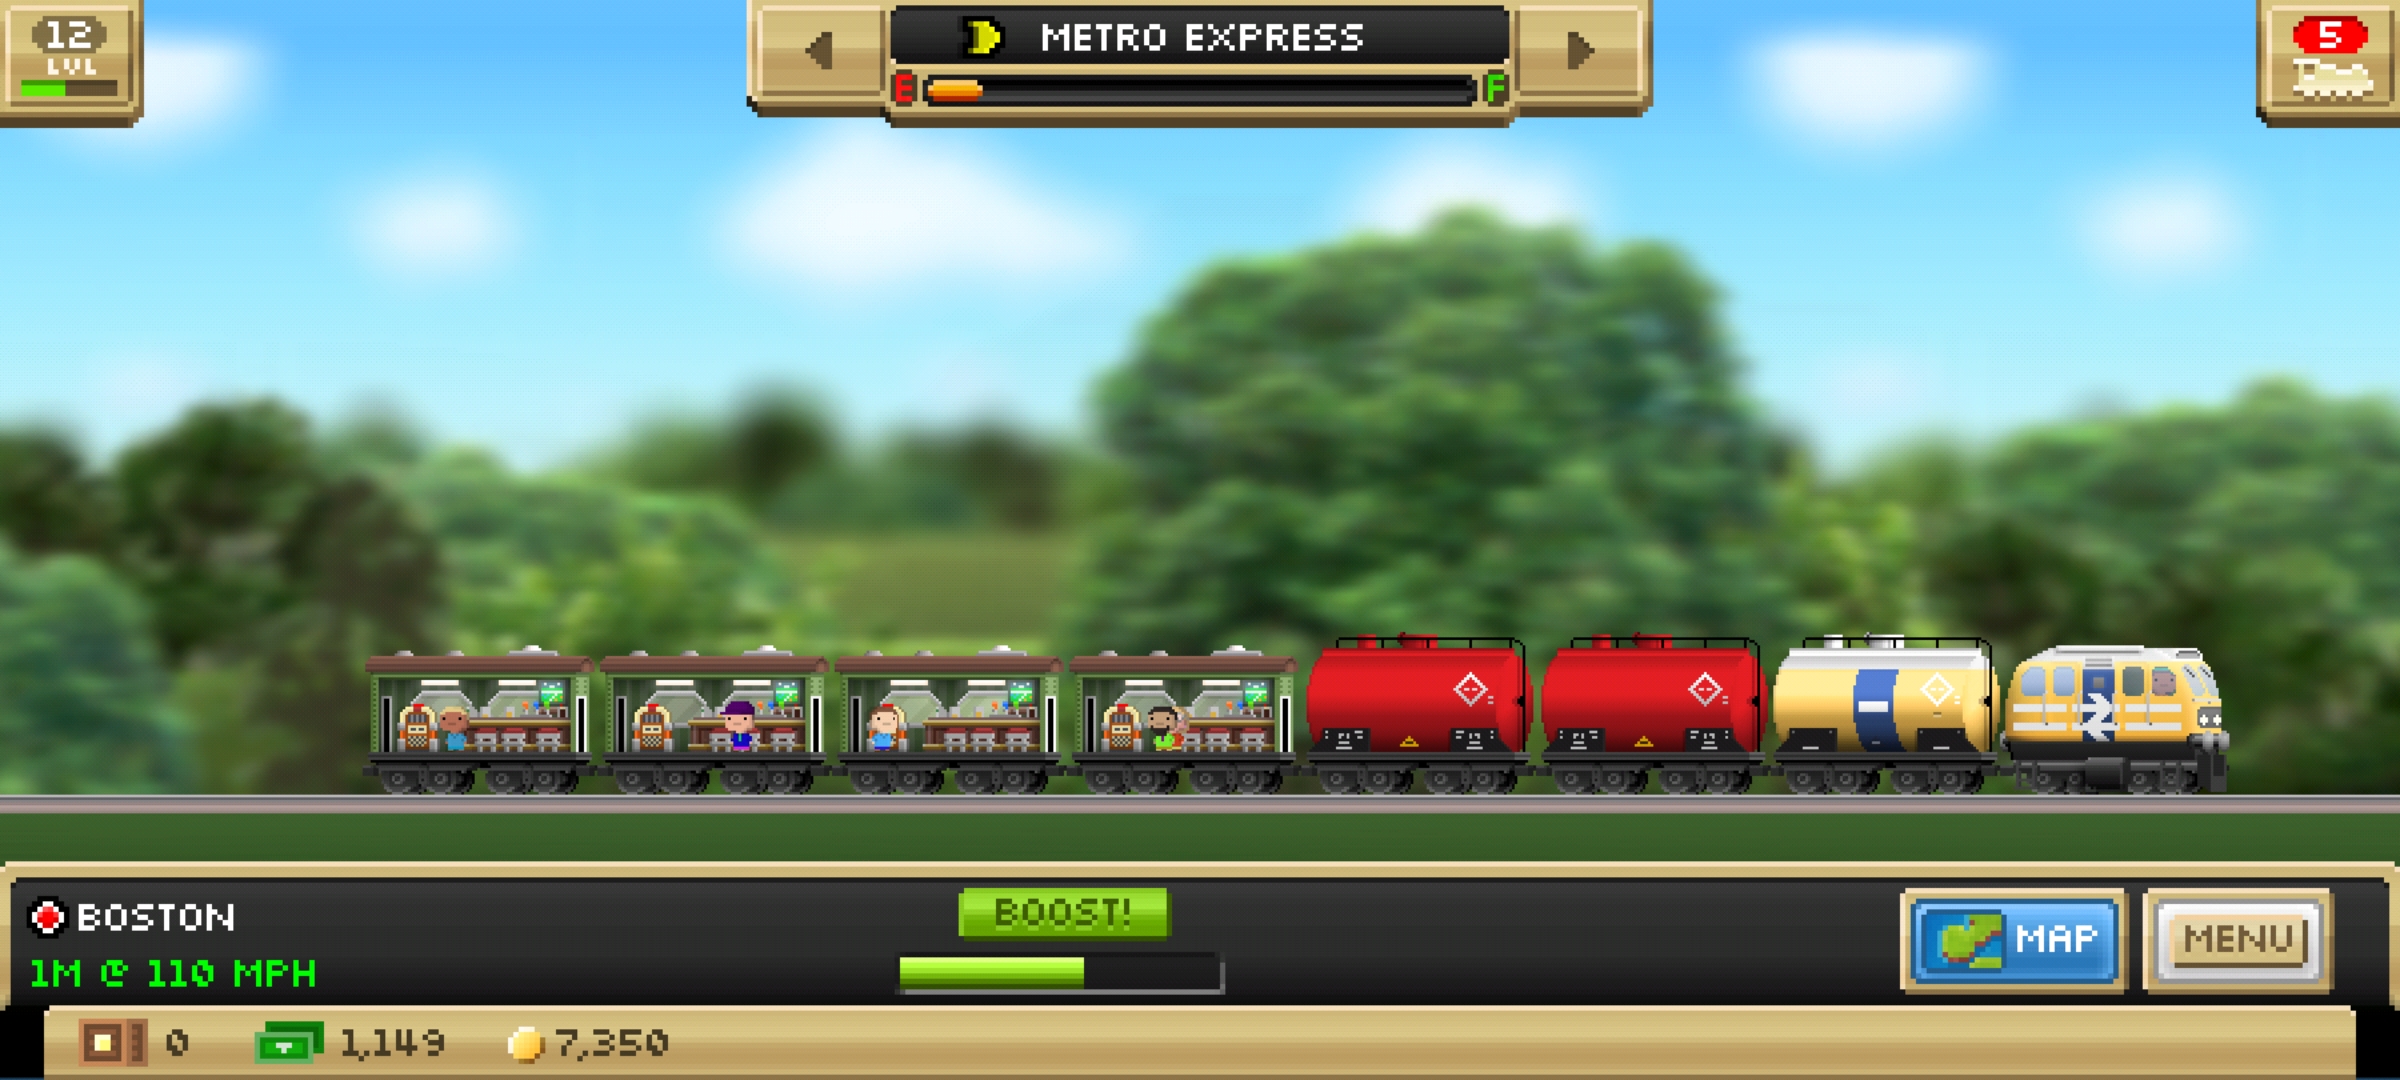 12
LVL
METRO EXPRESS
E F
5
BOSTON
1M @ 110 MPH
BOOST!
MAP
MENU
0
1,149
7,350